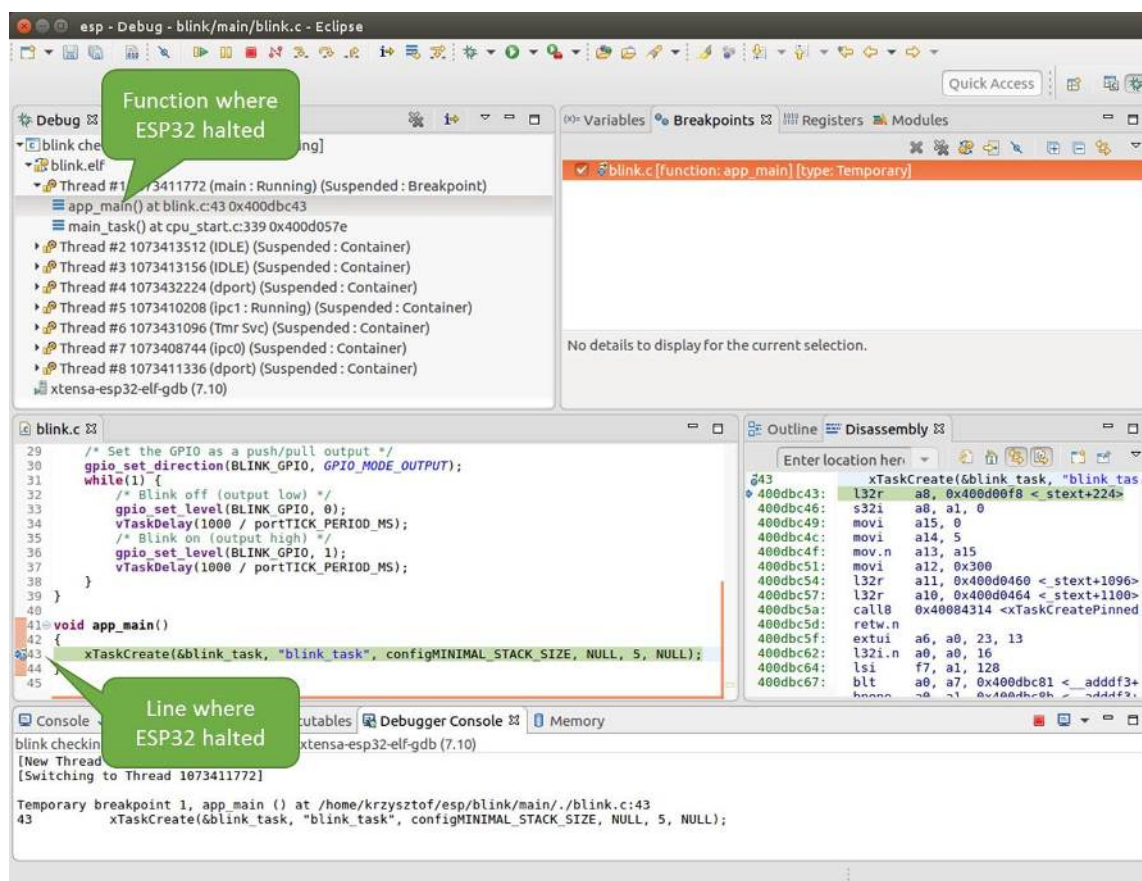 esp - Debug - blink/main/blink.c - Eclipse
Quick Access
Function where
ESP32 halted
Debug
blink che
ing]
blink.elf
Thread #1 1073411772 (main : Running) (Suspended : Breakpoint)
app_main() at blink.c:43 0x400dbc43
main_task() at cpu_start.c:339 0x400d057e
Thread #2 1073413512 (IDLE) (Suspended : Container)
Thread #3 1073413156 (IDLE) (Suspended : Container)
Thread #4 1073432224 (dport) (Suspended : Container)
Thread #5 1073410208 (ipc1 : Running) (Suspended : Container)
Thread #6 1073431096 (Tmr Svc) (Suspended : Container)
Thread #7 1073408744 (ipc0) (Suspended : Container)
Thread #8 1073411336 (dport) (Suspended : Container)
xtensa-esp32-elf-gdb (7.10)
(x)= Variables Breakpoints Registers Modules
blink.c [function: app_main] [type: Temporary]
No details to display for the current selection.
blink.c
29 /* Set the GPIO as a push/pull output */
30 gpio_set_direction(BLINK_GPIO, GPIO_MODE_OUTPUT);
31 while(1) {
32 /* Blink off (output low) */
33 gpio_set_level(BLINK_GPIO, 0);
34 vTaskDelay(1000 / portTICK_PERIOD_MS);
35 /* Blink on (output high) */
36 gpio_set_level(BLINK_GPIO, 1);
37 vTaskDelay(1000 / portTICK_PERIOD_MS);
38 }
39 }
40
41 void app_main()
42 {
43 xTaskCreate(&blink_task, "blink_task", configMINIMAL_STACK_SIZE, NULL, 5, NULL);
44
45
Line where
ESP32 halted
Outline Disassembly
Enter location her
43 xTaskCreate(&blink_task, "blink_tas
400dbc43: l32r a8, 0x400d00f8 <_stext+224>
400dbc46: s32i a8, a1, 0
400dbc49: movi a15, 0
400dbc4c: movi a14, 5
400dbc4f: mov.n a13, a15
400dbc51: movi a12, 0x300
400dbc54: l32r a11, 0x400d0460 <_stext+1096>
400dbc57: l32r a10, 0x400d0464 <_stext+1100>
400dbc5a: call8 0x40084314 <xTaskCreatePinned
400dbc5d: retw.n
400dbc5f: extui a6, a0, 23, 13
400dbc62: l32i.n a0, a0, 16
400dbc64: lsi f7, a1, 128
400dbc67: blt a0, a7, 0x400dbc81 <__adddf3+
Console
cutables Debugger Console Memory
blink checkin
xtensa-esp32-elf-gdb (7.10)
[New Thread
[Switching to Thread 1073411772]
Temporary breakpoint 1, app_main () at /home/krzysztof/esp/blink/main/./blink.c:43
43 xTaskCreate(&blink_task, "blink_task", configMINIMAL_STACK_SIZE, NULL, 5, NULL);